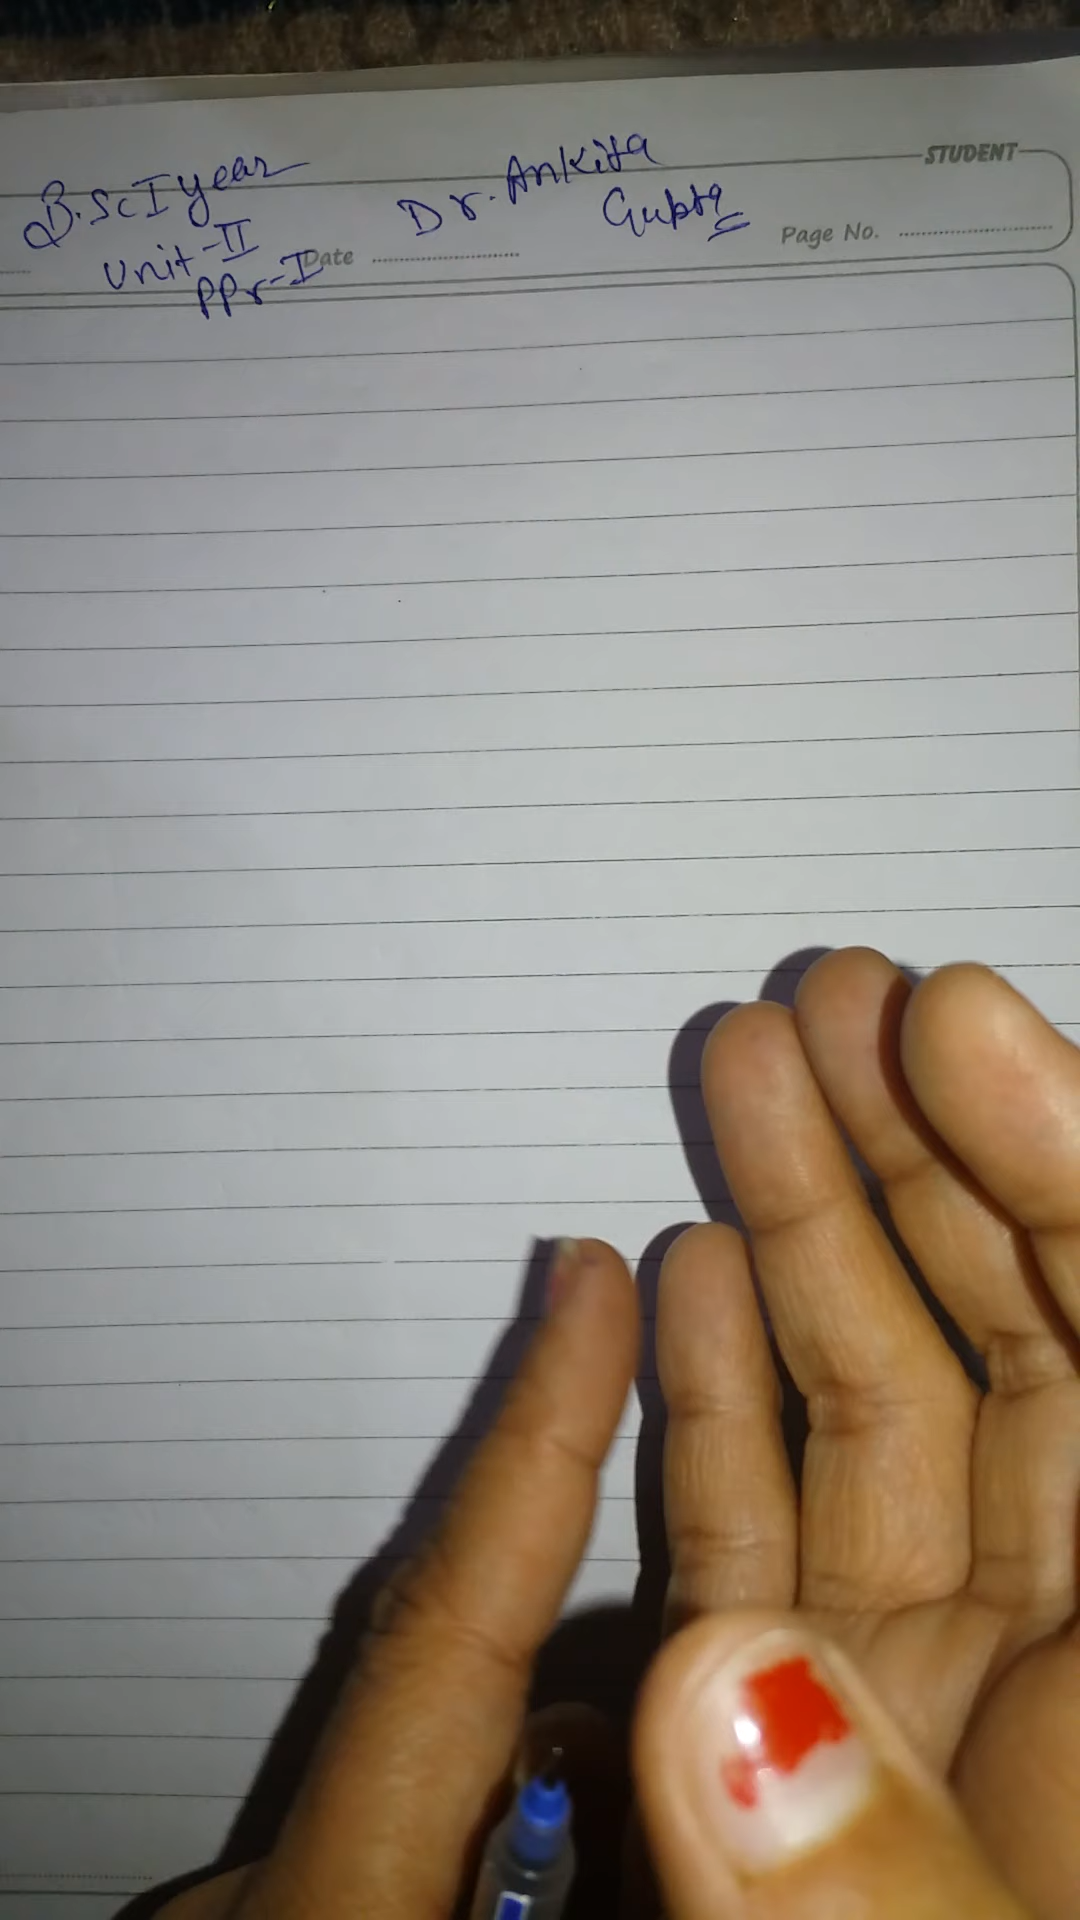 STUDENT
B.Sc I year
Dr. Ankita
Gupta
Unit-II
Date
Page No.
PPr-I